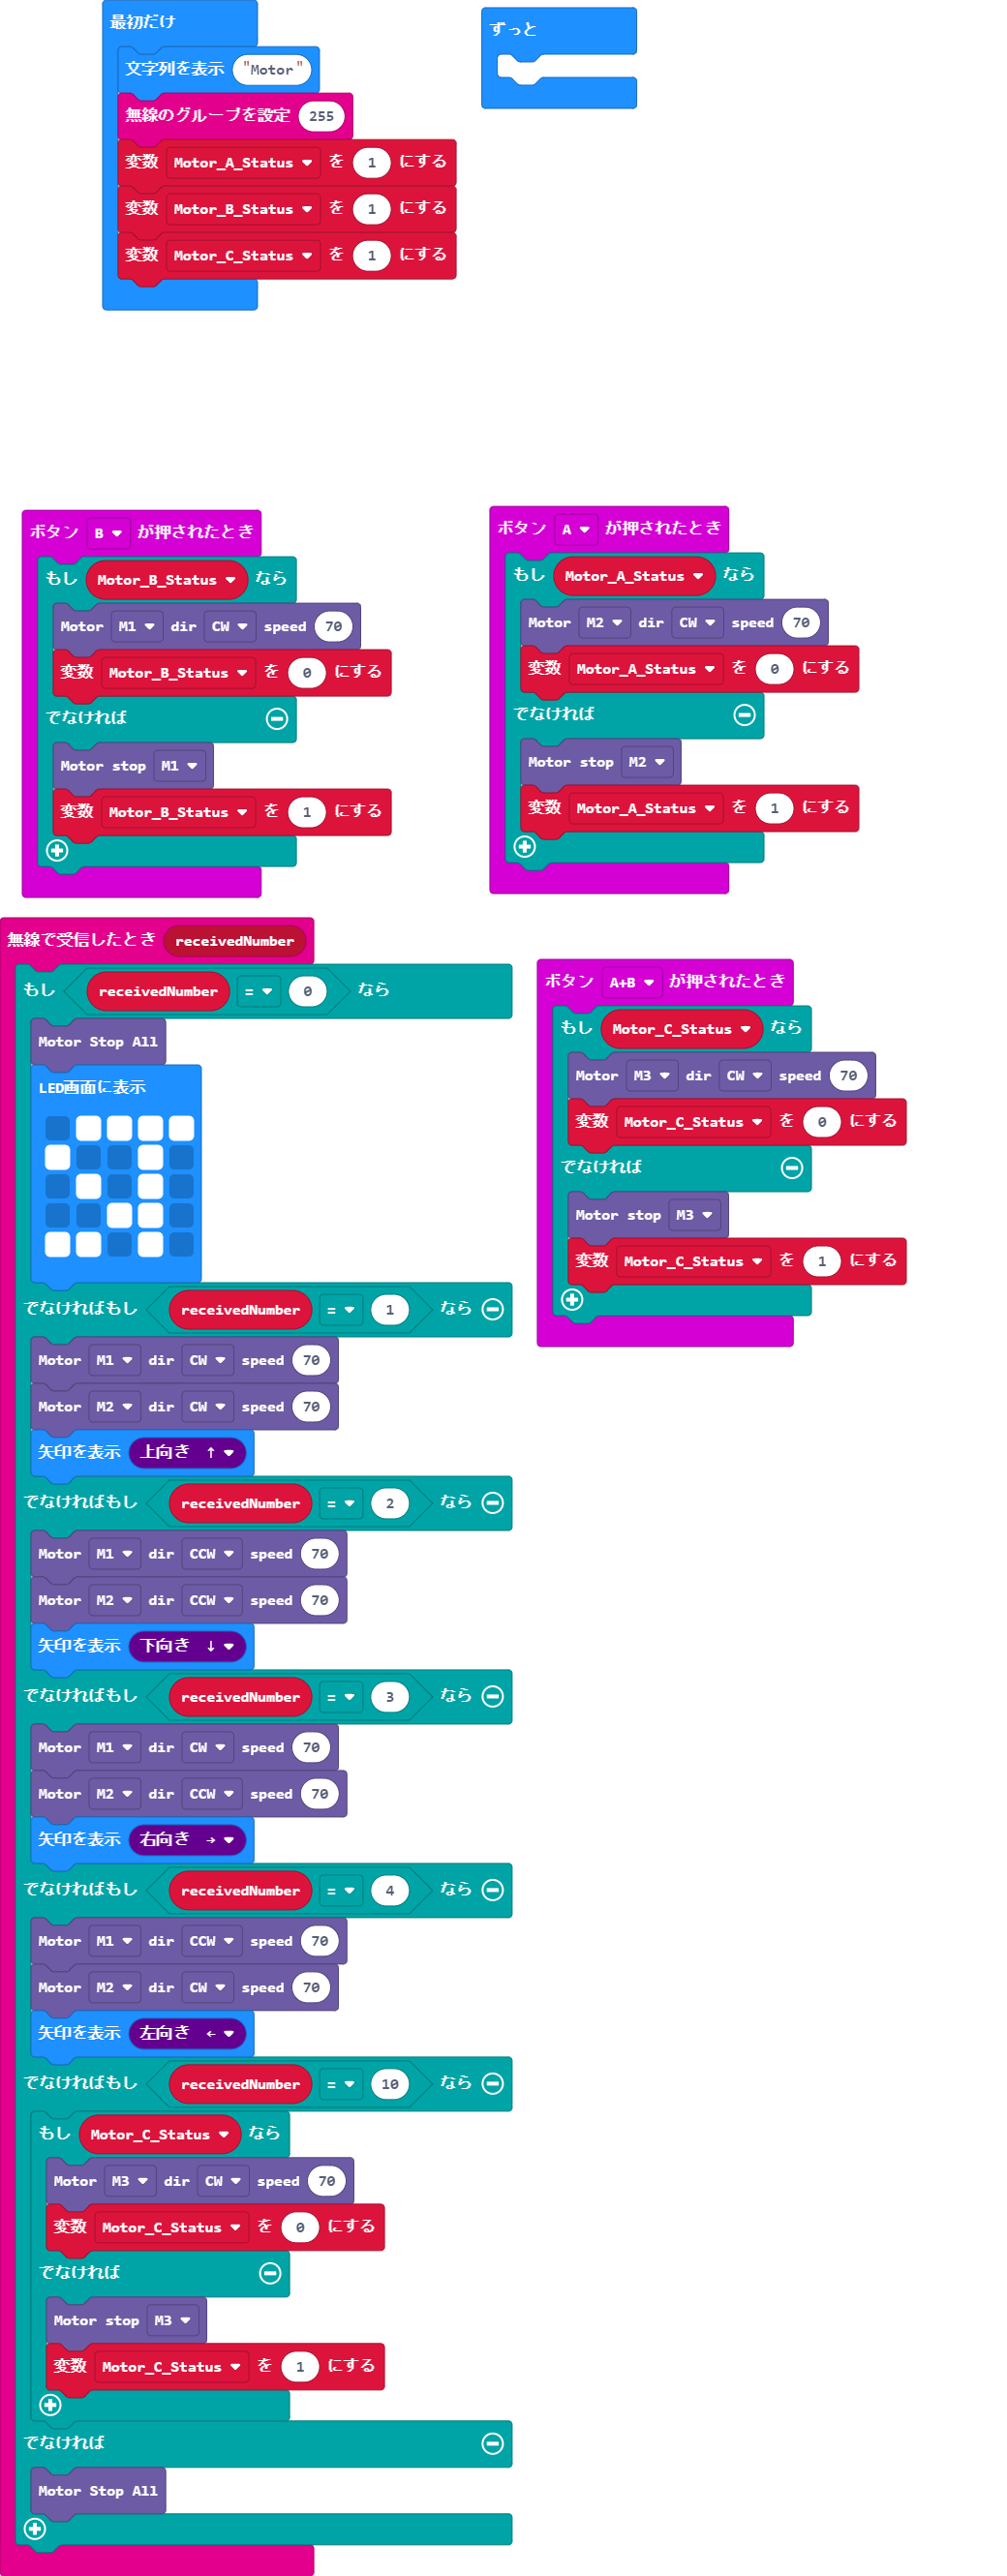 最初だけ
文字列を表示 "Motor"
無線のグループを設定 255
変数 Motor_A_Status を 1 にする
変数 Motor_B_Status を 1 にする
変数 Motor_C_Status を 1 にする
ずっと
ボタン B が押されたとき
もし Motor_B_Status なら
Motor M1 dir CW speed 70
変数 Motor_B_Status を 0 にする
でなければ
Motor stop M1
変数 Motor_B_Status を 1 にする
ボタン A が押されたとき
もし Motor_A_Status なら
Motor M2 dir CW speed 70
変数 Motor_A_Status を 0 にする
でなければ
Motor stop M2
変数 Motor_A_Status を 1 にする
無線で受信したとき receivedNumber
もし receivedNumber = 0 なら
Motor Stop All
LED画面に表示
でなければもし receivedNumber = 1 なら
Motor M1 dir CW speed 70
Motor M2 dir CW speed 70
矢印を表示 上向き ↑
でなければもし receivedNumber = 2 なら
Motor M1 dir CCW speed 70
Motor M2 dir CCW speed 70
矢印を表示 下向き ↓
でなければもし receivedNumber = 3 なら
Motor M1 dir CW speed 70
Motor M2 dir CCW speed 70
矢印を表示 右向き →
でなければもし receivedNumber = 4 なら
Motor M1 dir CCW speed 70
Motor M2 dir CW speed 70
矢印を表示 左向き ←
でなければもし receivedNumber = 10 なら
もし Motor_C_Status なら
Motor M3 dir CW speed 70
変数 Motor_C_Status を 0 にする
でなければ
Motor stop M3
変数 Motor_C_Status を 1 にする
でなければ
Motor Stop All
ボタン A+B が押されたとき
もし Motor_C_Status なら
Motor M3 dir CW speed 70
変数 Motor_C_Status を 0 にする
でなければ
Motor stop M3
変数 Motor_C_Status を 1 にする